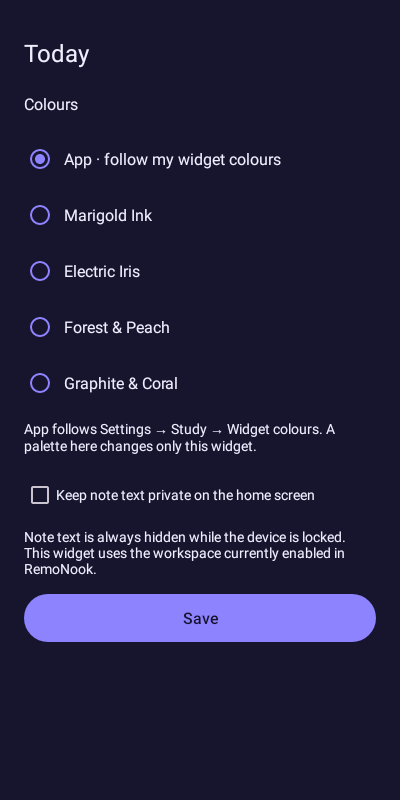 Today
Colours
App · follow my widget colours
Marigold Ink
Electric Iris
Forest & Peach
Graphite & Coral
App follows Settings → Study → Widget colours. A
palette here changes only this widget.
Keep note text private on the home screen
Note text is always hidden while the device is locked.
This widget uses the workspace currently enabled in
RemoNook.
Save